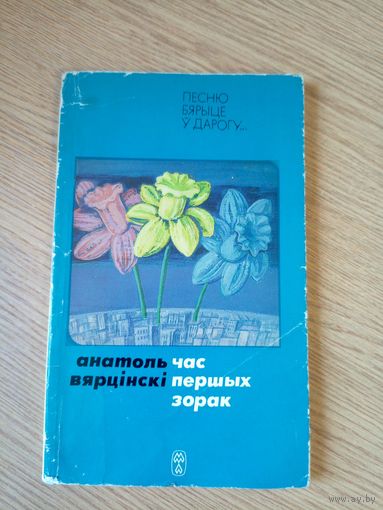 ПЕСНЮ
БЯРЫЦЕ
Ў ДАРОГУ...
анатоль час
вярцінскі першых
зорак
www.ay.by